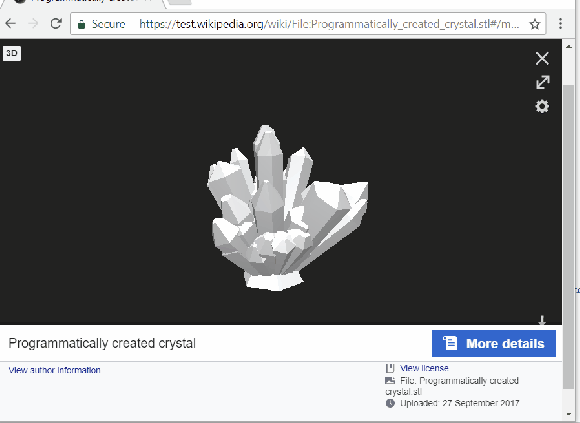 Secure https://test.wikipedia.org/wiki/File:Programmatically_created_crystal.stl#/m...
3D
Programmatically created crystal
More details
View author information
View license
File: Programmatically created
crystal.stl
Uploaded: 27 September 2017